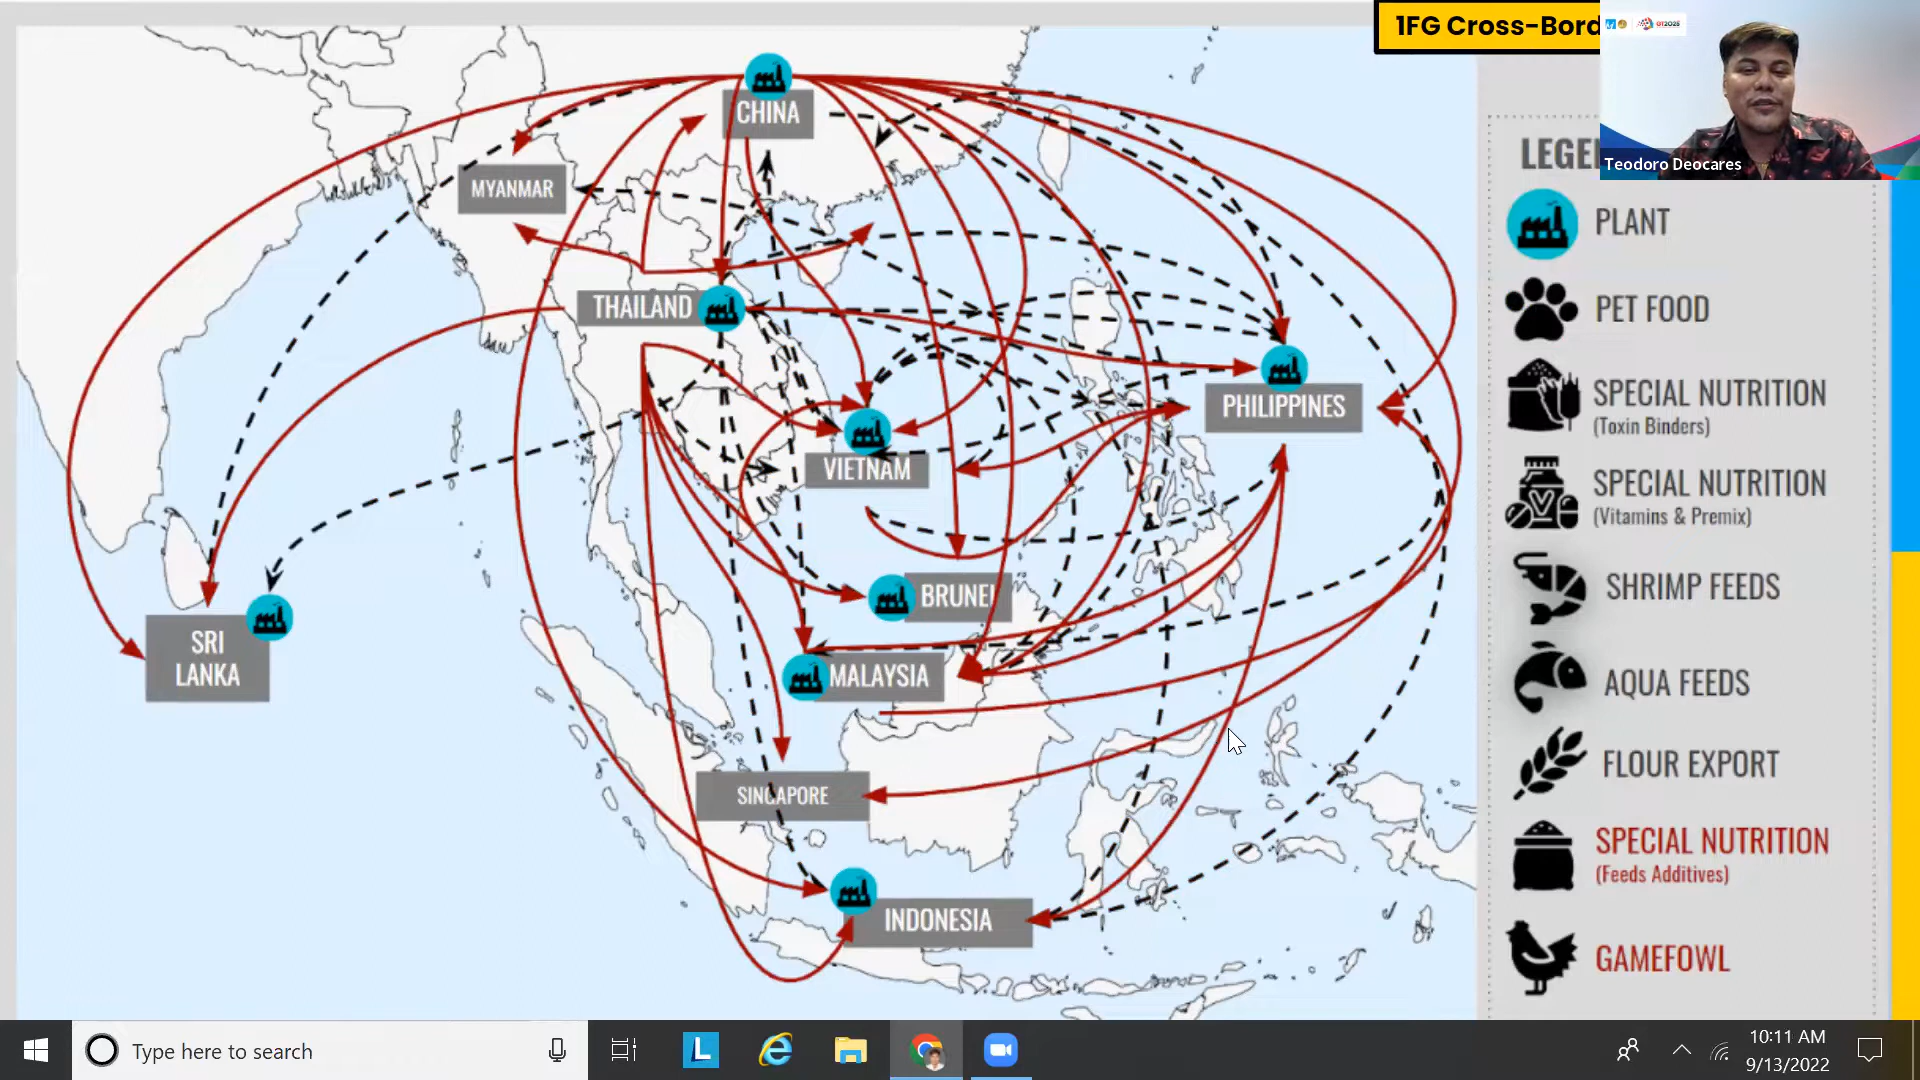 1FG Cross-Bord
GT2025
Teodoro Deocares
CHINA
MYANMAR
THAILAND
PHILIPPINES
VIETNAM
BRUNEI
SRI
LANKA
MALAYSIA
SINGAPORE
INDONESIA
LEGE
PLANT
PET FOOD
SPECIAL NUTRITION
(Toxin Binders)
SPECIAL NUTRITION
(Vitamins & Premix)
SHRIMP FEEDS
AQUA FEEDS
FLOUR EXPORT
SPECIAL NUTRITION
(Feeds Additives)
GAMEFOWL
Type here to search
10:11 AM
9/13/2022